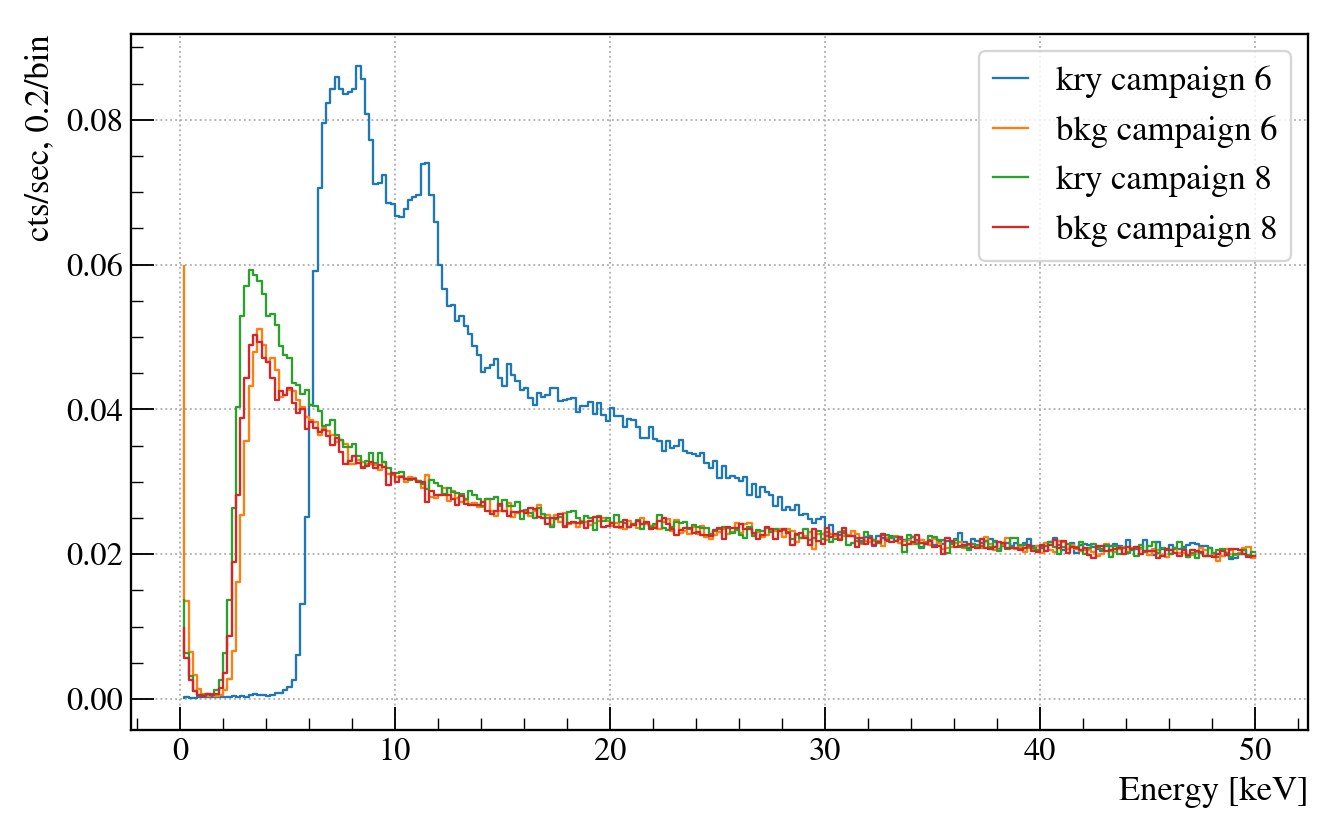 cts/sec, 0.2/bin
0.08
0.06
0.04
0.02
0.00
0 10 20 30 40 50
Energy [keV]
kry campaign 6
bkg campaign 6
kry campaign 8
bkg campaign 8